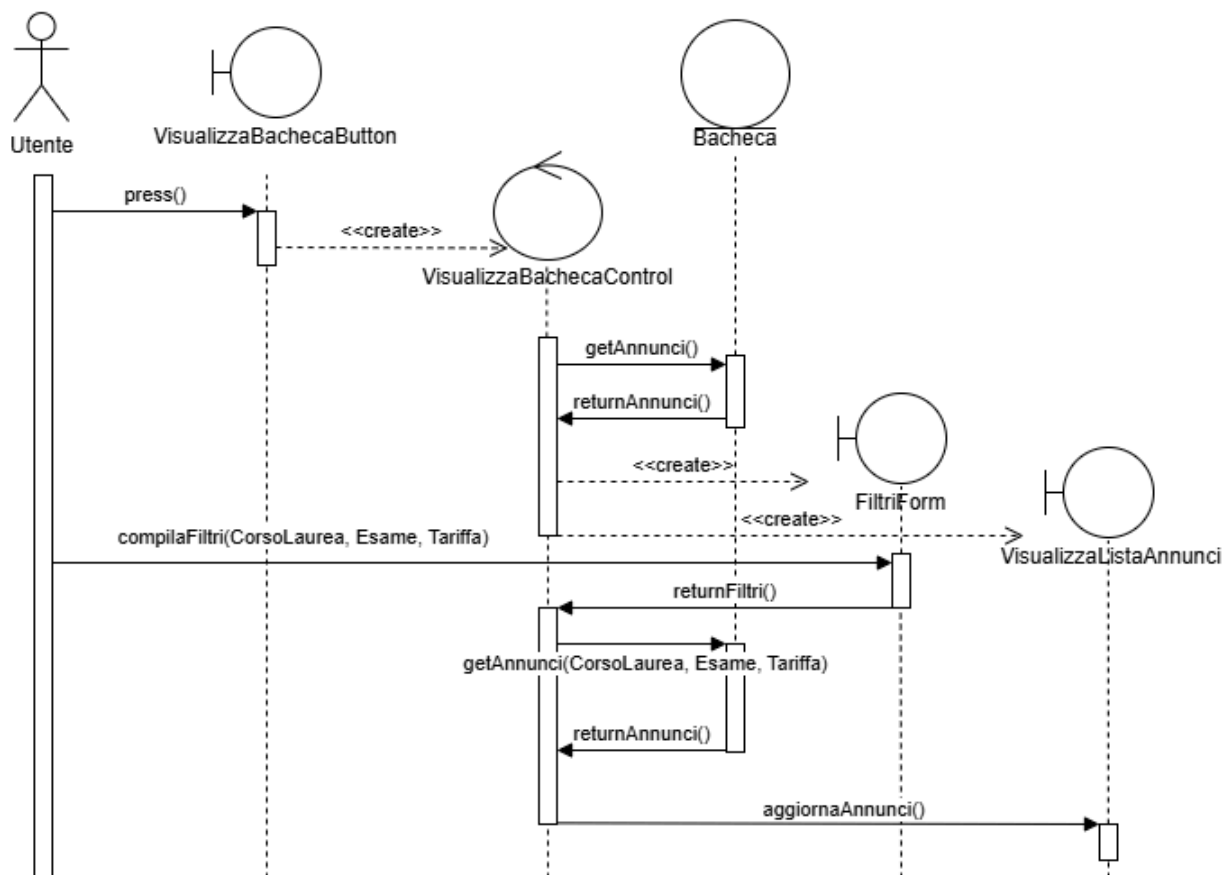 Utente
VisualizzaBachecaButton
Bacheca
press()
<<create>>
VisualizzaBachecaControl
getAnnunci()
returnAnnunci()
<<create>>
FiltriForm
<<create>>
compilaFiltri(CorsoLaurea, Esame, Tariffa)
VisualizzaListaAnnunci
returnFiltri()
getAnnunci(CorsoLaurea, Esame, Tariffa)
returnAnnunci()
aggiornaAnnunci()